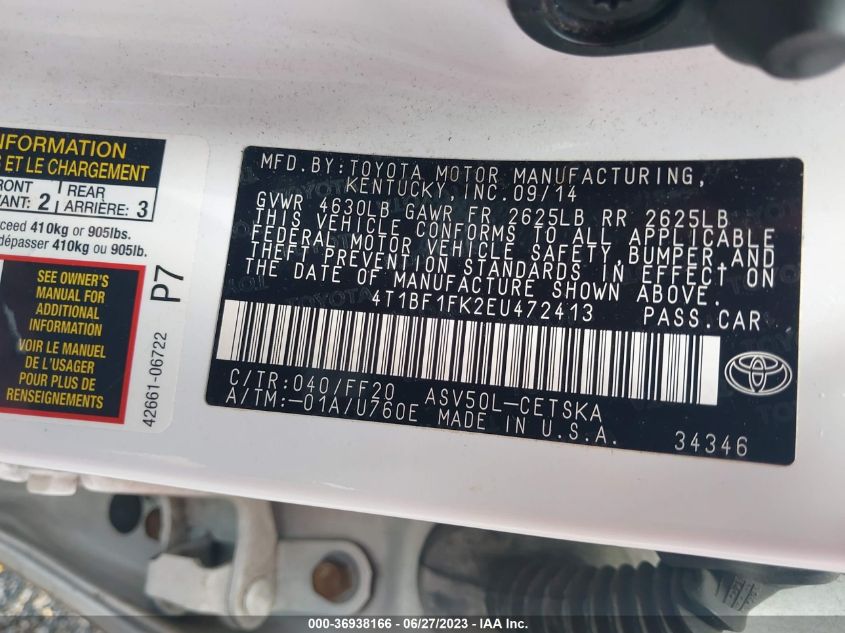 NFORMATION
S ET LE CHARGEMENT
FRONT
VANT: 2
REAR
ARRIÈRE: 3
xceed 410kg or 905lbs.
dépasser 410kg ou 905lb.
SEE OWNER'S
MANUAL FOR
ADDITIONAL
INFORMATION
VOIR LE MANUEL
DE L'USAGER
POUR PLUS DE
RENSEIGNEMENTS
P7
42661-06722
MFD. BY: TOYOTA MOTOR MANUFACTURING,
KENTUCKY, INC. 09/14
GVWR 4630LB GAWR FR 2625LB RR 2625LB
THIS VEHICLE CONFORMS TO ALL APPLICABLE
FEDERAL MOTOR VEHICLE SAFETY, BUMPER, AND
THEFT PREVENTION STANDARDS IN EFFECT ON
THE DATE OF MANUFACTURE SHOWN ABOVE.
4T1BF1FK2EU472413 PASS.CAR
C/TR:040/FF20 ASV50L-CETSKA
A/TM:-01A/U760E MADE IN U.S.A.
34346
000-36938166 - 06/27/2023 - IAA Inc.